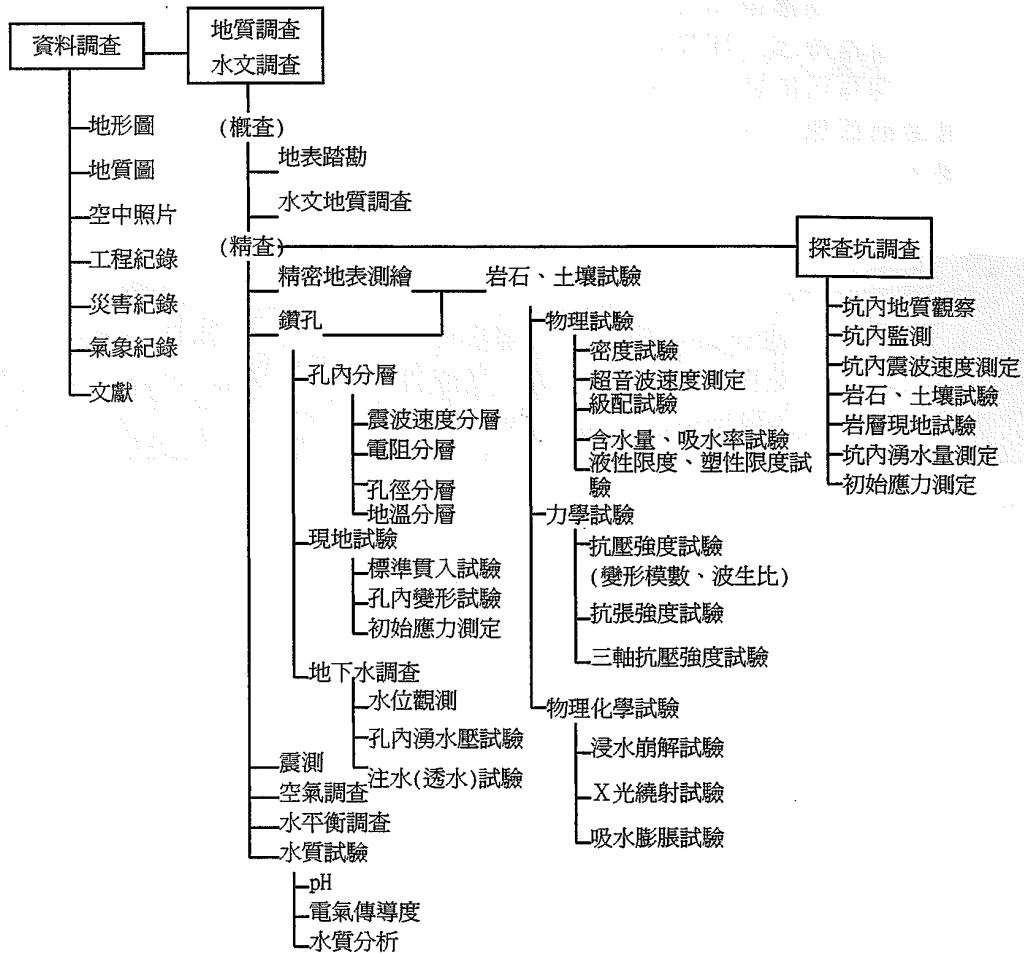 資料調查
地形圖
地質圖
空中照片
工程紀錄
災害紀錄
氣象紀錄
文獻
地質調查
水文調查
(概查)
地表踏勘
水文地質調查
(精查)
精密地表測繪
鑽孔
孔內分層
震波速度分層
電阻分層
孔徑分層
地溫分層
現地試驗
標準貫入試驗
孔內變形試驗
初始應力測定
地下水調查
水位觀測
孔內湧水壓試驗
注水(透水)試驗
震測
空氣調查
水平衡調查
水質試驗
pH
電氣傳導度
水質分析
岩石、土壤試驗
物理試驗
密度試驗
超音波速度測定
級配試驗
含水量、吸水率試驗
液性限度、塑性限度試
驗
力學試驗
抗壓強度試驗
(變形模數、波生比)
抗張強度試驗
三軸抗壓強度試驗
物理化學試驗
浸水崩解試驗
X光繞射試驗
吸水膨脹試驗
探查坑調查
坑內地質觀察
坑內監測
坑內震波速度測定
岩石、土壤試驗
岩層現地試驗
坑內湧水量測定
初始應力測定